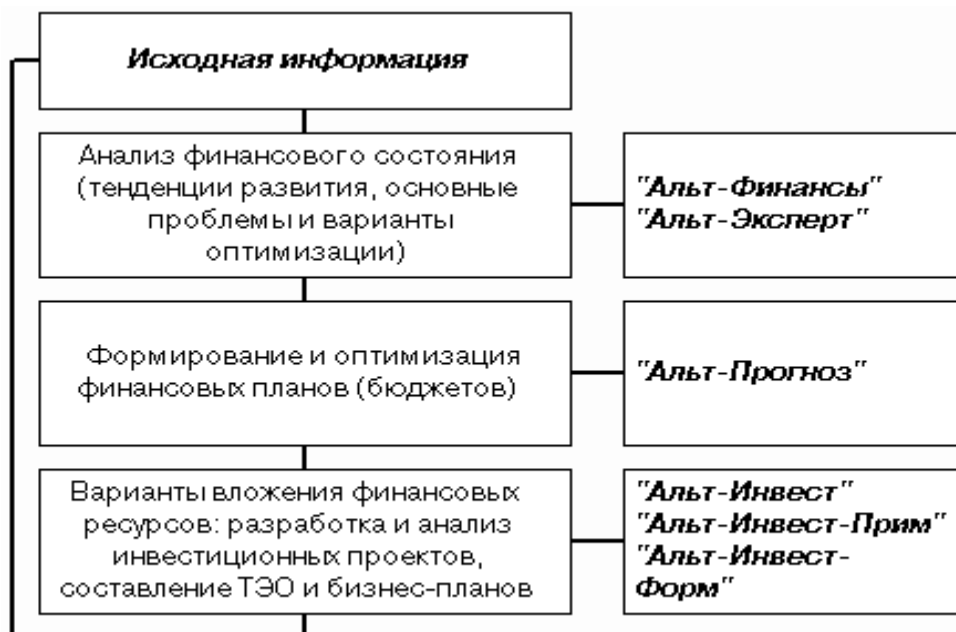 Исходная информация
Анализ финансового состояния
(тенденции развития, основные
проблемы и варианты
оптимизации)
"Альт-Финансы"
"Альт-Эксперт"
Формирование и оптимизация
финансовых планов (бюджетов)
"Альт-Прогноз"
Варианты вложения финансовых
ресурсов: разработка и анализ
инвестиционных проектов,
составление ТЭО и бизнес-планов
"Альт-Инвест"
"Альт-Инвест-Прим"
"Альт-Инвест-
Форм"